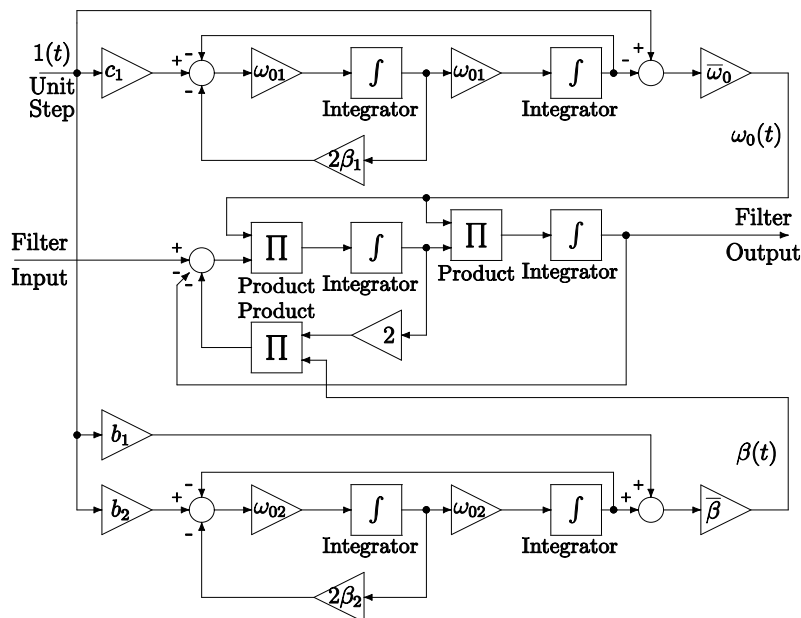 1(t)
Unit
Step
c₁
+
-
-
ω₀₁
∫
Integrator
ω₀₁
∫
Integrator
-
+
ω̅₀
2β₁
ω₀(t)
Filter
Input
+
-
-
∏
Product
∫
Integrator
∏
Product
∫
Integrator
Filter
Output
Product
∏
2
b₁
β(t)
b₂
+
-
-
ω₀₂
∫
Integrator
ω₀₂
∫
Integrator
+
+
β̅
2β₂